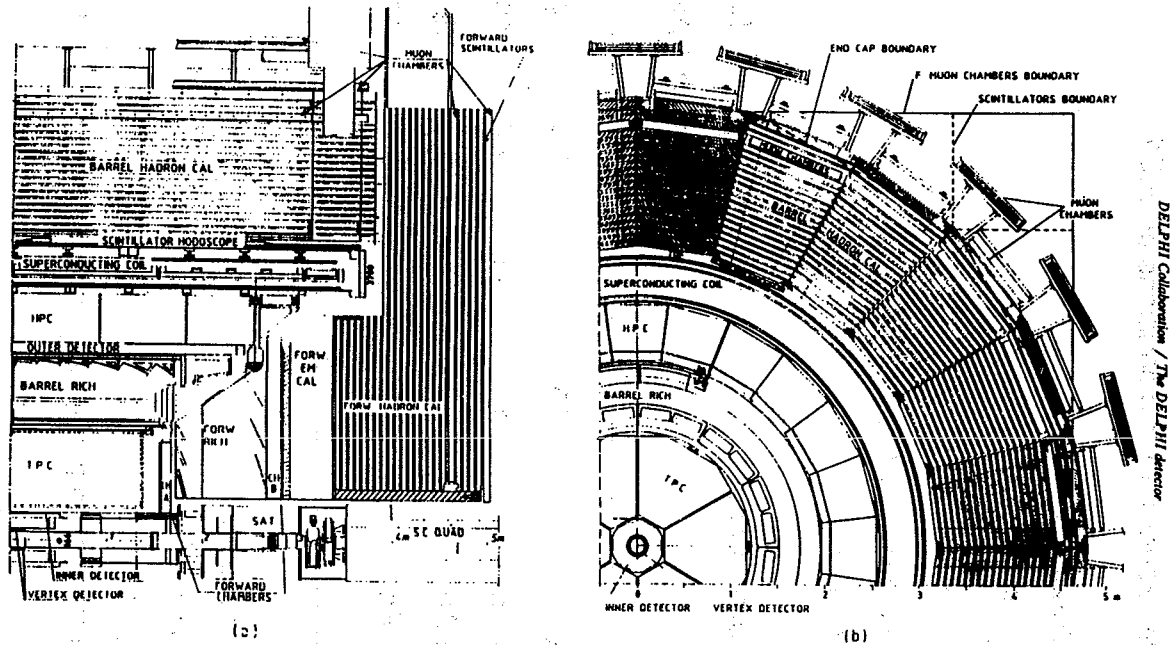 MUON
CHAMBERS
FORWARD
SCINTILLATORS
BARREL HADRON CAL
SCINTILLATOR HODOSCOPE
SUPERCONDUCTING COIL
HPC
OUTER DETECTOR
BARREL RICH
FORW
RICH
FORW.
EM
CAL
FORW. HADRON CAL
TPC
CH
A
CH
B
SAT
4m SC QUAD 5m
INNER DETECTOR
VERTEX DETECTOR
FORWARD
CHAMBERS
(a)
END CAP BOUNDARY
F MUON CHAMBERS BOUNDARY
SCINTILLATORS BOUNDARY
MUON CHAMBERS
BARREL
HADRON CAL
MUON
CHAMBERS
SUPERCONDUCTING COIL
HPC
BARREL RICH
TPC
0 1 2 3 4 5 m
INNER DETECTOR VERTEX DETECTOR
(b)
DELPHI Collaboration / The DELPHI detector